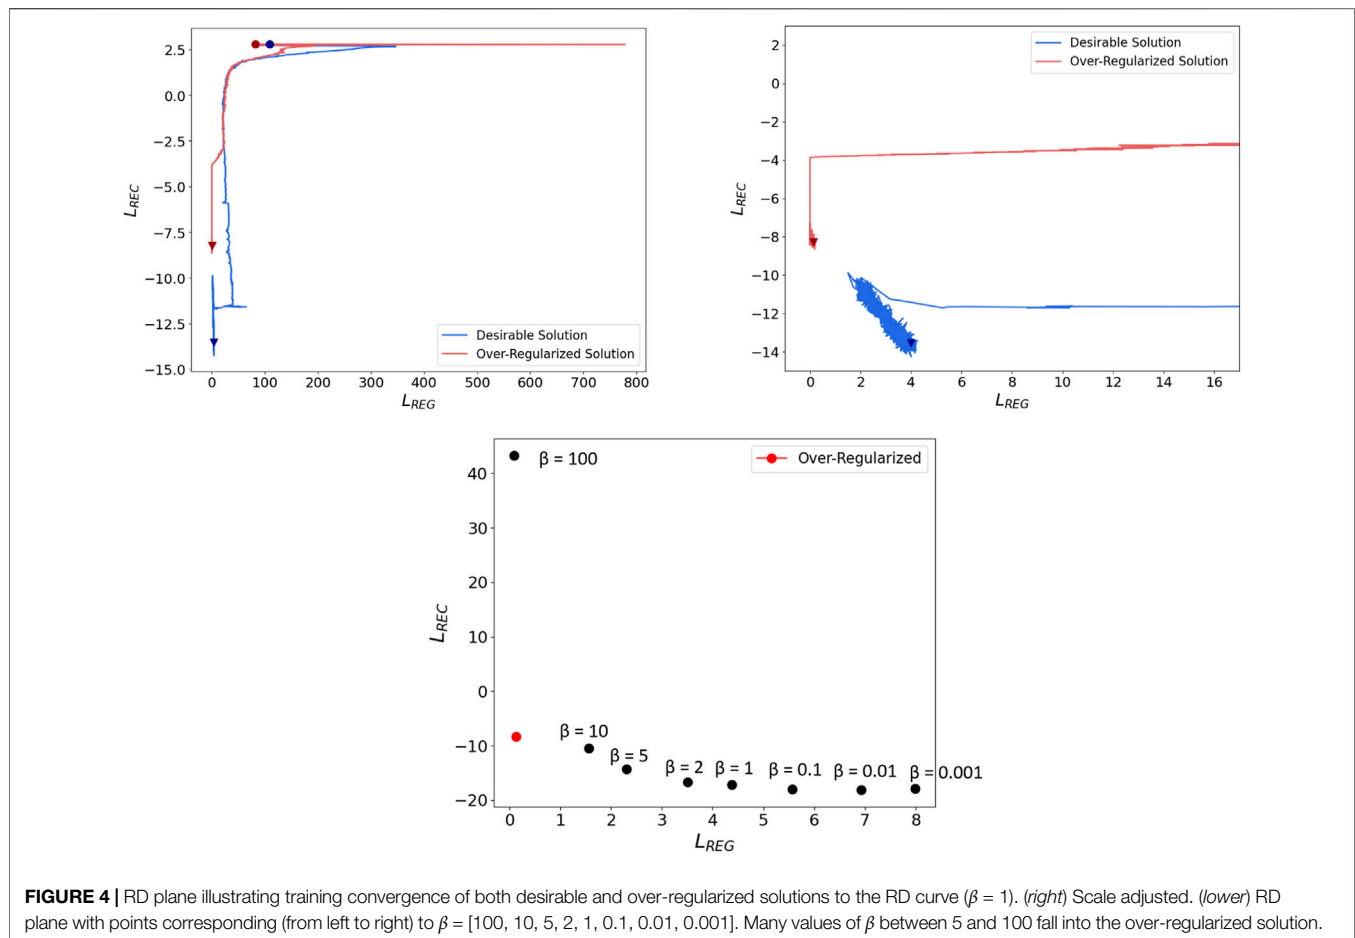 2.5
0.0
−2.5
−5.0
−7.5
−10.0
−12.5
−15.0
L_REC
0 100 200 300 400 500 600 700 800
L_REG
Desirable Solution
Over-Regularized Solution
2
0
−2
−4
−6
−8
−10
−12
−14
L_REC
0 2 4 6 8 10 12 14 16
L_REG
Desirable Solution
Over-Regularized Solution
40
30
20
10
0
−10
−20
L_REC
Over-Regularized
β = 100
β = 10
β = 5
β = 2
β = 1
β = 0.1
β = 0.01
β = 0.001
0 1 2 3 4 5 6 7 8
L_REG
FIGURE 4 | RD plane illustrating training convergence of both desirable and over-regularized solutions to the RD curve (β = 1). (right) Scale adjusted. (lower) RD
plane with points corresponding (from left to right) to β = [100, 10, 5, 2, 1, 0.1, 0.01, 0.001]. Many values of β between 5 and 100 fall into the over-regularized solution.